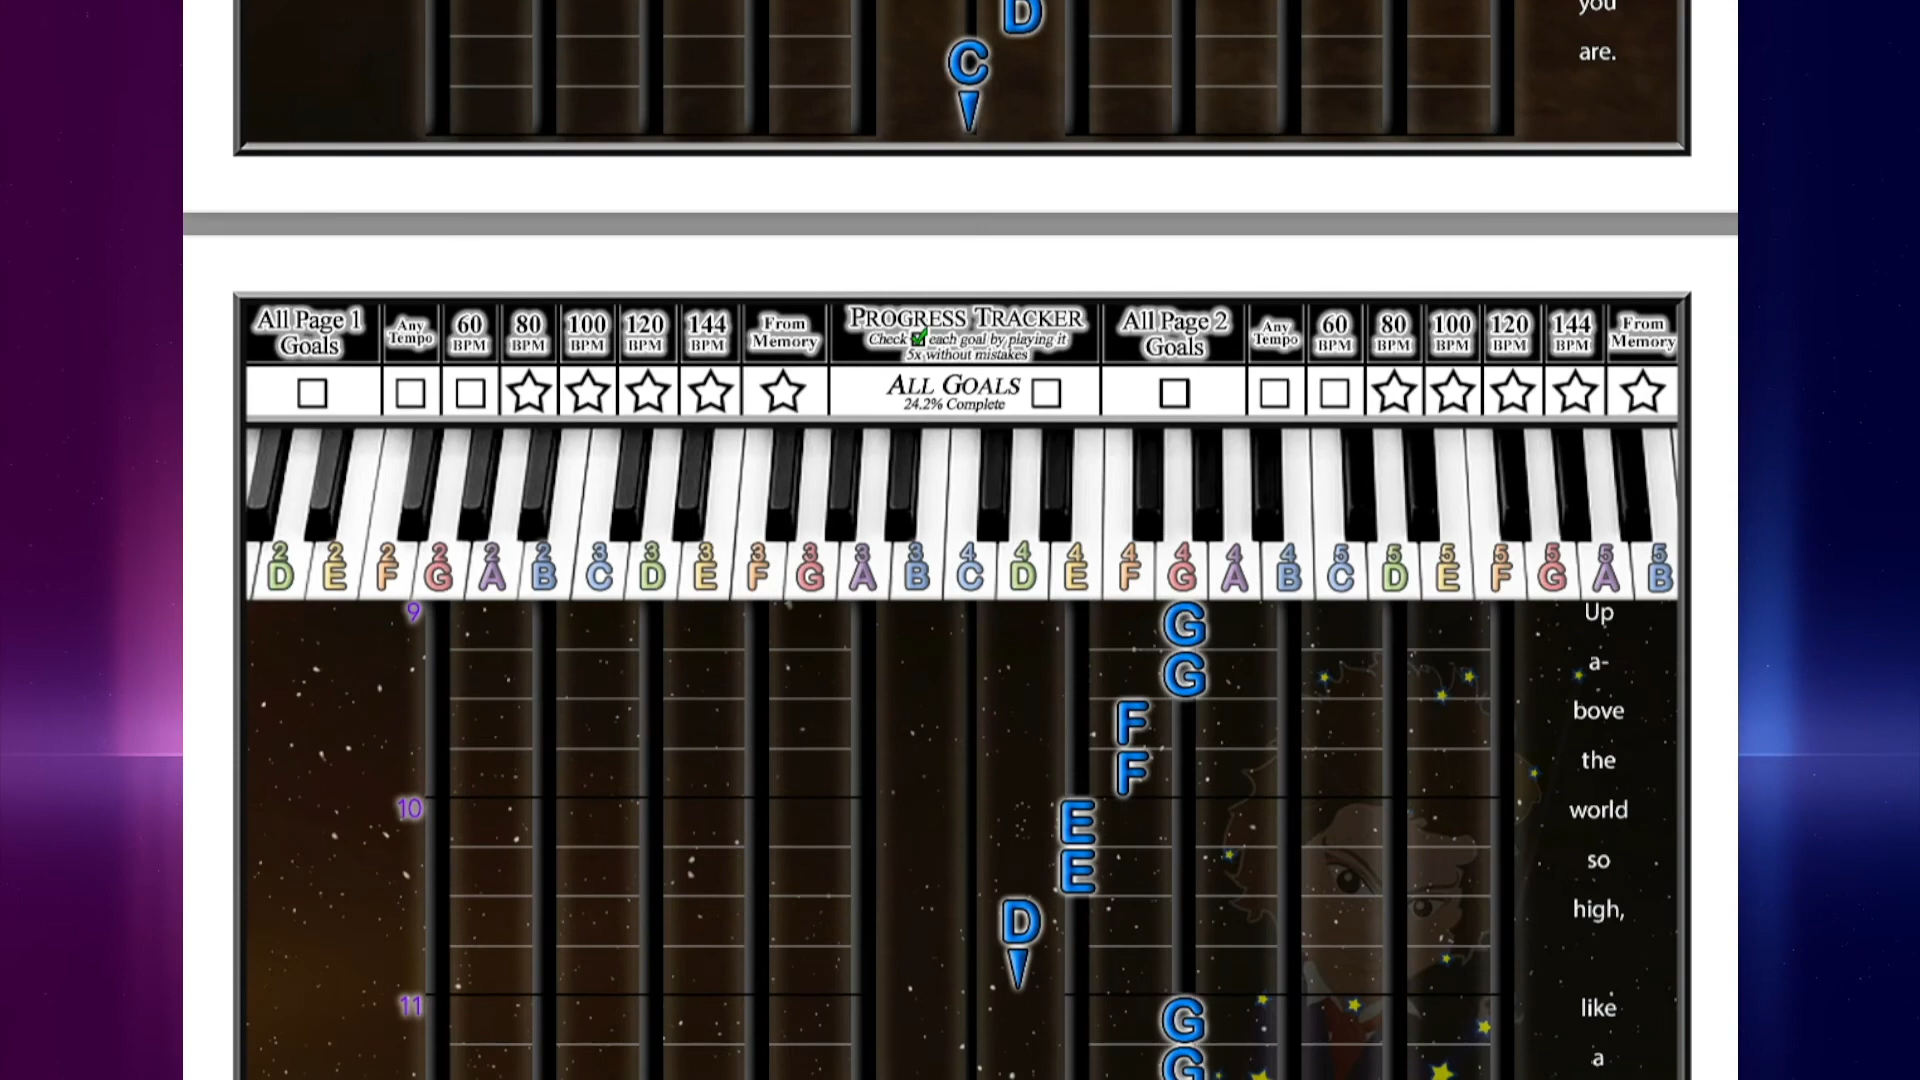 D
you
C
are.
All Page 1 Goals
Any Tempo
60 BPM
80 BPM
100 BPM
120 BPM
144 BPM
From Memory
PROGRESS TRACKER
Check each goal by playing it
5x without mistakes
All Page 2 Goals
Any Tempo
60 BPM
80 BPM
100 BPM
120 BPM
144 BPM
From Memory
ALL GOALS
24.2% Complete
2 2 2 2 2 2 3 3 3 3 3 3 3 4 4 4 4 4 4 4 5 5 5 5 5 5 5
D E F G A B C D E F G A B C D E F G A B C D E F G A B
9 G Up
G a-
F bove
F the
10 E world
E so
D high,
11 G like
G a